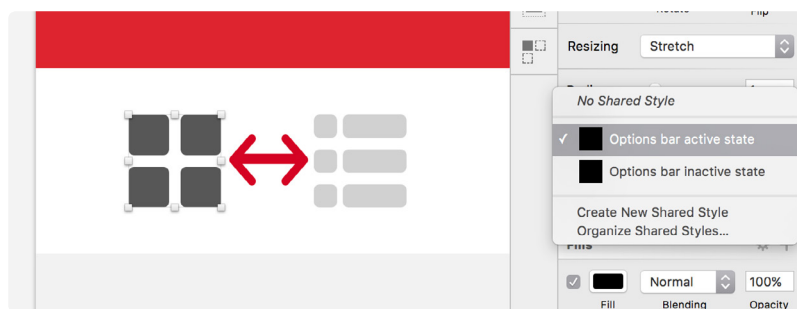 Flip
Resizing
Stretch
No Shared Style
✓ Options bar active state
Options bar inactive state
Create New Shared Style
Organize Shared Styles...
Fills
Normal
100%
Fill
Blending
Opacity